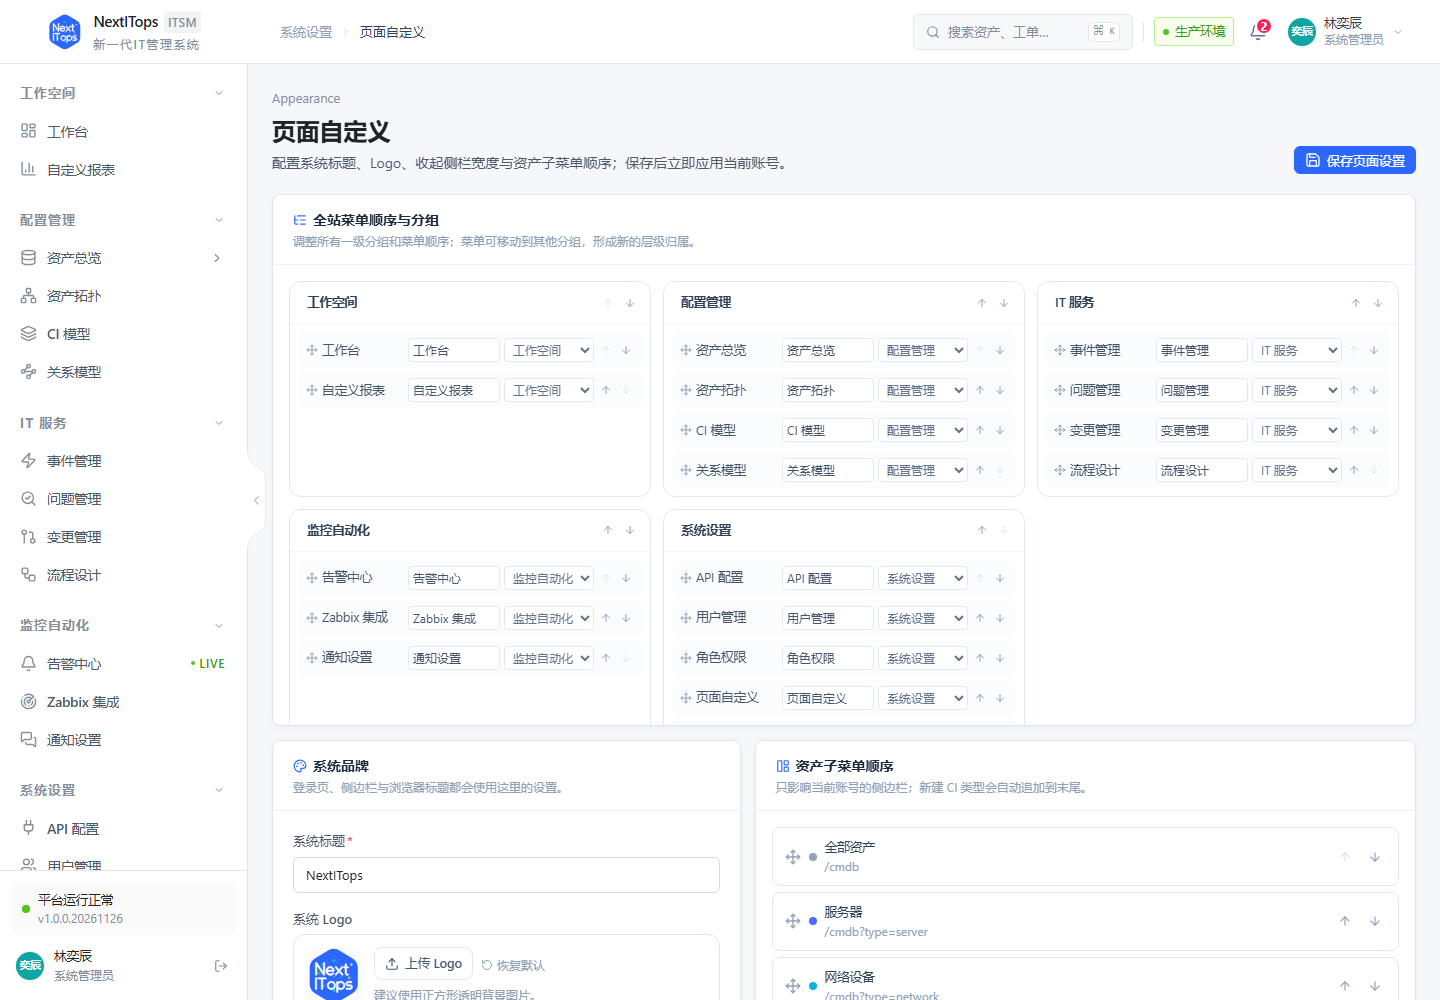 NextITops ITSM
新一代IT管理系统
系统设置 页面自定义
搜索资产、工单... ⌘ K
生产环境
2
奕辰 林奕辰
系统管理员
工作空间
工作台
自定义报表
配置管理
资产总览
资产拓扑
CI 模型
关系模型
IT 服务
事件管理
问题管理
变更管理
流程设计
监控自动化
告警中心 LIVE
Zabbix 集成
通知设置
系统设置
API 配置
用户管理
平台运行正常
v1.0.0.20261126
奕辰 林奕辰
系统管理员
Appearance
页面自定义
配置系统标题、Logo、收起侧栏宽度与资产子菜单顺序；保存后立即应用当前账号。
保存页面设置
全站菜单顺序与分组
调整所有一级分组和菜单顺序；菜单可移动到其他分组，形成新的层级归属。
工作空间
工作台 工作台 工作空间
自定义报表 自定义报表 工作空间
配置管理
资产总览 资产总览 配置管理
资产拓扑 资产拓扑 配置管理
CI 模型 CI 模型 配置管理
关系模型 关系模型 配置管理
IT 服务
事件管理 事件管理 IT 服务
问题管理 问题管理 IT 服务
变更管理 变更管理 IT 服务
流程设计 流程设计 IT 服务
监控自动化
告警中心 告警中心 监控自动化
Zabbix 集成 Zabbix 集成 监控自动化
通知设置 通知设置 监控自动化
系统设置
API 配置 API 配置 系统设置
用户管理 用户管理 系统设置
角色权限 角色权限 系统设置
页面自定义 页面自定义 系统设置
系统品牌
登录页、侧边栏与浏览器标题都会使用这里的设置。
系统标题*
NextITops
系统 Logo
Next ITops
上传 Logo 恢复默认
建议使用正方形透明背景图片。
资产子菜单顺序
只影响当前账号的侧边栏；新建 CI 类型会自动追加到末尾。
全部资产
/cmdb
服务器
/cmdb?type=server
网络设备
/cmdb?type=network